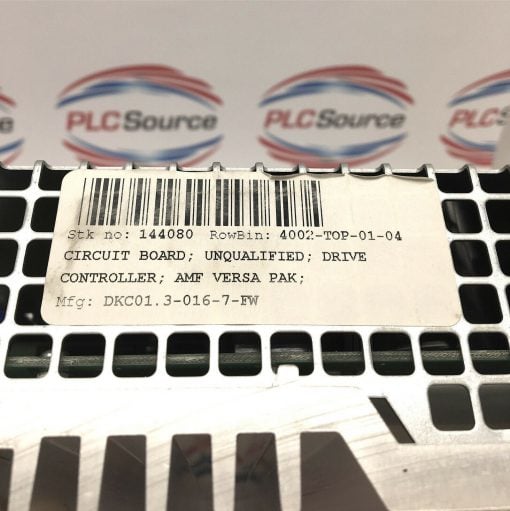 PLCSource PLCSource PLCS
Stk no: 144080 RowBin: 4002-TOP-01-04
CIRCUIT BOARD; UNQUALIFIED; DRIVE
CONTROLLER; AMF VERSA PAK;
Mfg: DKC01.3-016-7-FW